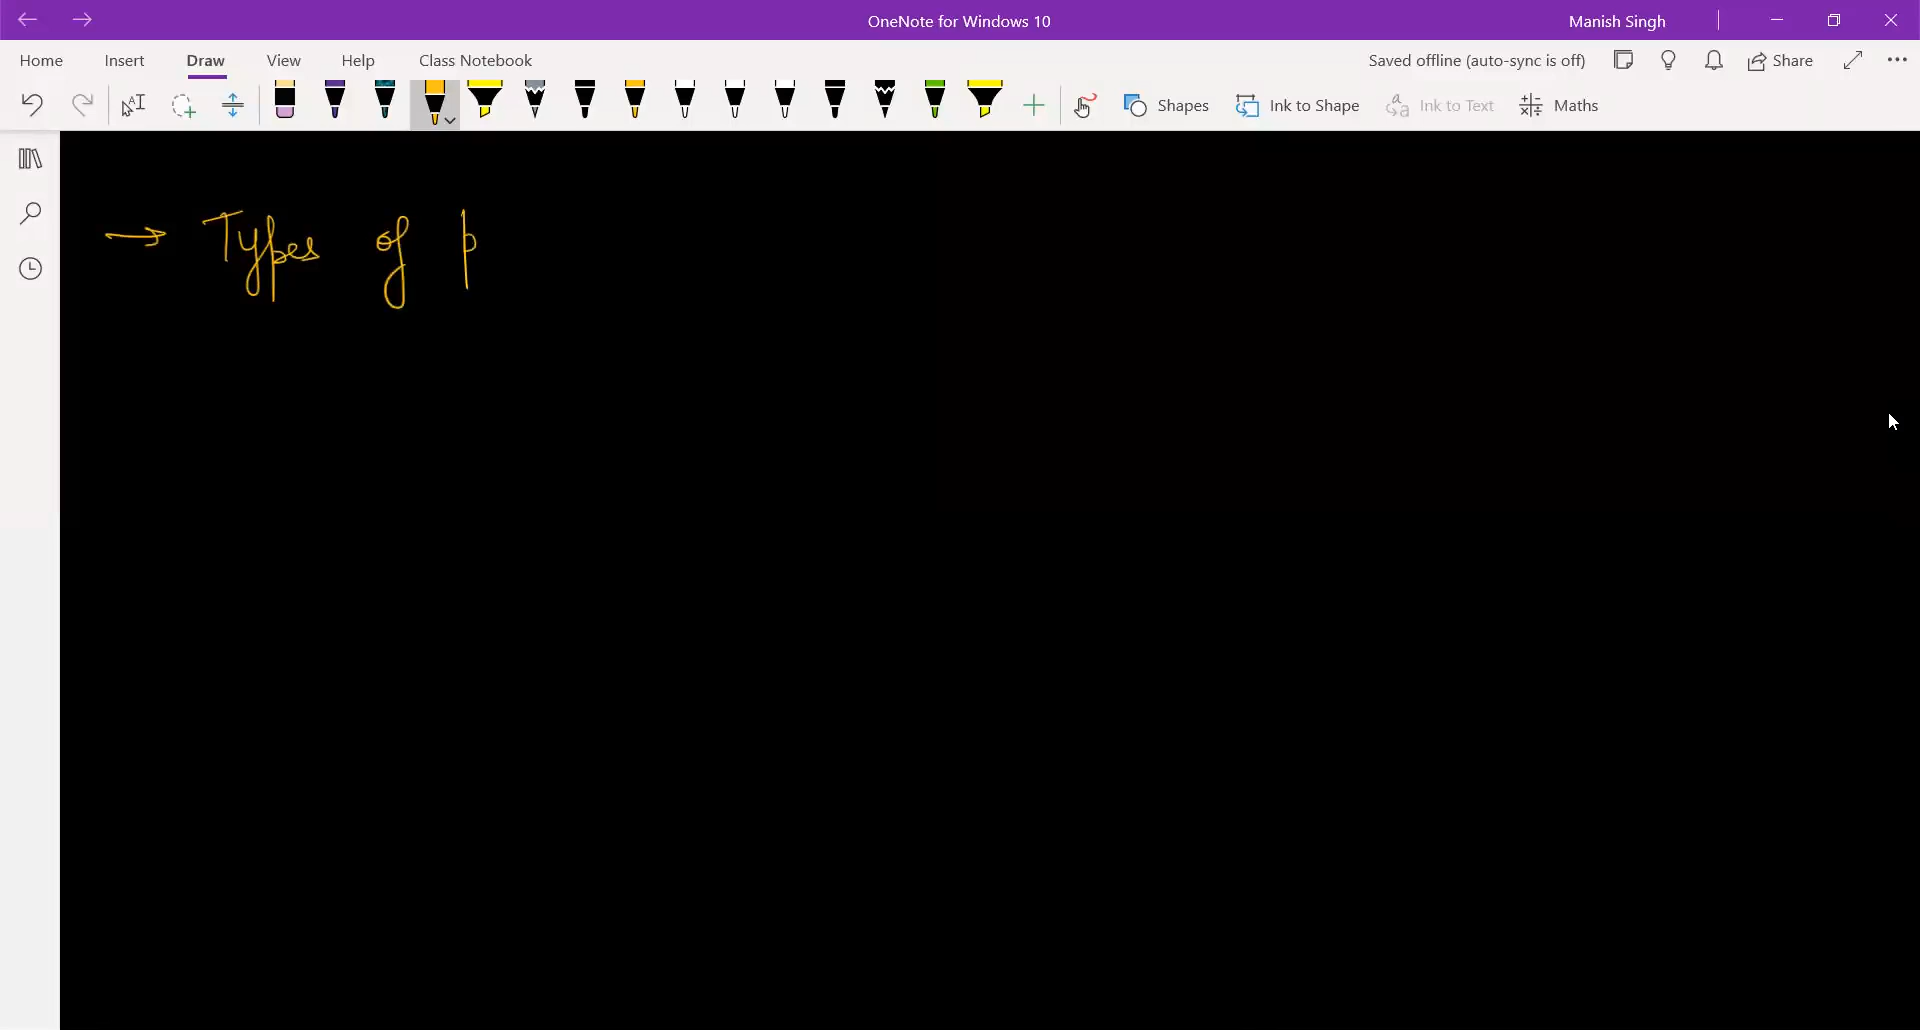 OneNote for Windows 10
Manish Singh
Home Insert Draw View Help Class Notebook
Saved offline (auto-sync is off) Share
Shapes Ink to Shape Ink to Text Maths
→ Types of p